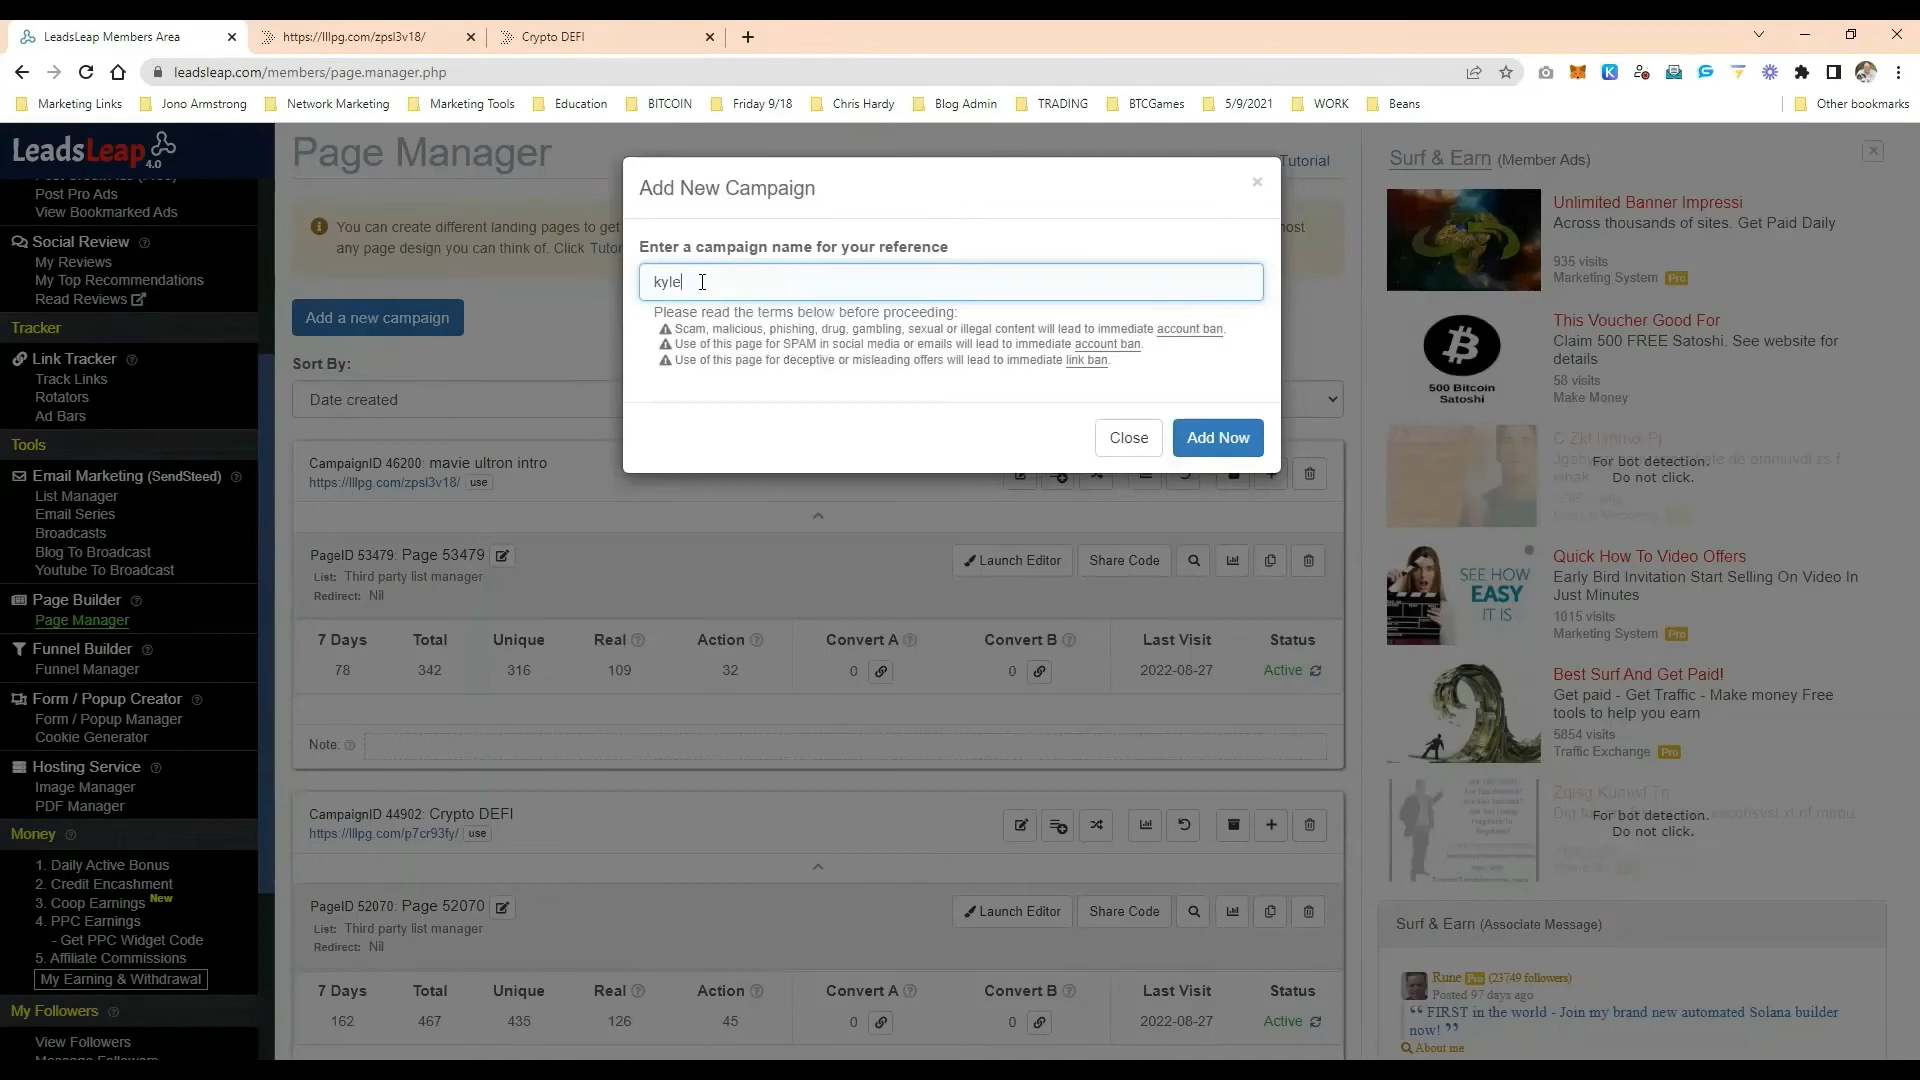 LeadsLeap Members Area
https://lllpg.com/zpsl3v18/
Crypto DEFI
leadsleap.com/members/page.manager.php
Marketing Links
Jono Armstrong
Network Marketing
Marketing Tools
Education
BITCOIN
Friday 9/18
Chris Hardy
Blog Admin
TRADING
BTCGames
5/9/2021
WORK
Beans
Other bookmarks
LeadsLeap 4.0
Post Pro Ads
View Bookmarked Ads
Social Review
My Reviews
My Top Recommendations
Read Reviews
Tracker
Link Tracker
Track Links
Rotators
Ad Bars
Tools
Email Marketing (SendSteed)
List Manager
Email Series
Broadcasts
Blog To Broadcast
Youtube To Broadcast
Page Builder
Page Manager
Funnel Builder
Funnel Manager
Form / Popup Creator
Form / Popup Manager
Cookie Generator
Hosting Service
Image Manager
PDF Manager
Money
1. Daily Active Bonus
2. Credit Encashment
3. Coop Earnings New
4. PPC Earnings
- Get PPC Widget Code
5. Affiliate Commissions
My Earning & Withdrawal
My Followers
View Followers
Message Followers
Page Manager
Tutorial
You can create different landing pages to get
any page design you can think of. Click
Add a new campaign
Sort By:
Date created
Add New Campaign
×
Enter a campaign name for your reference
kyle
Please read the terms below before proceeding:
Scam, malicious, phishing, drug, gambling, sexual or illegal content will lead to immediate account ban.
Use of this page for SPAM in social media or emails will lead to immediate account ban.
Use of this page for deceptive or misleading offers will lead to immediate link ban.
Close
Add Now
CampaignID 46200: mavie ultron intro
https://lllpg.com/zpsl3v18/ use
PageID 53479: Page 53479
List: Third party list manager
Redirect: Nil
Launch Editor
Share Code
7 Days Total Unique Real Action Convert A Convert B Last Visit Status
78 342 316 109 32 0 0 2022-08-27 Active
Note:
CampaignID 44902: Crypto DEFI
https://lllpg.com/p7cr93fy/ use
PageID 52070: Page 52070
List: Third party list manager
Redirect: Nil
Launch Editor
Share Code
7 Days Total Unique Real Action Convert A Convert B Last Visit Status
162 467 435 126 45 0 0 2022-08-27 Active
Surf & Earn (Member Ads)
Unlimited Banner Impressi
Across thousands of sites. Get Paid Daily
935 visits
Marketing System Pro
500 Bitcoin
Satoshi
This Voucher Good For
Claim 500 FREE Satoshi. See website for
details
58 visits
Make Money
For bot detection.
Do not click.
SEE HOW
EASY
IT IS
Quick How To Video Offers
Early Bird Invitation Start Selling On Video In
Just Minutes
1015 visits
Marketing System Pro
Best Surf And Get Paid!
Get paid - Get Traffic - Make money Free
tools to help you earn
5854 visits
Traffic Exchange Pro
For bot detection.
Do not click.
Surf & Earn (Associate Message)
Rune Pro (23749 followers)
Posted 97 days ago
“ FIRST in the world - Join my brand new automated Solana builder
now! ”
About me